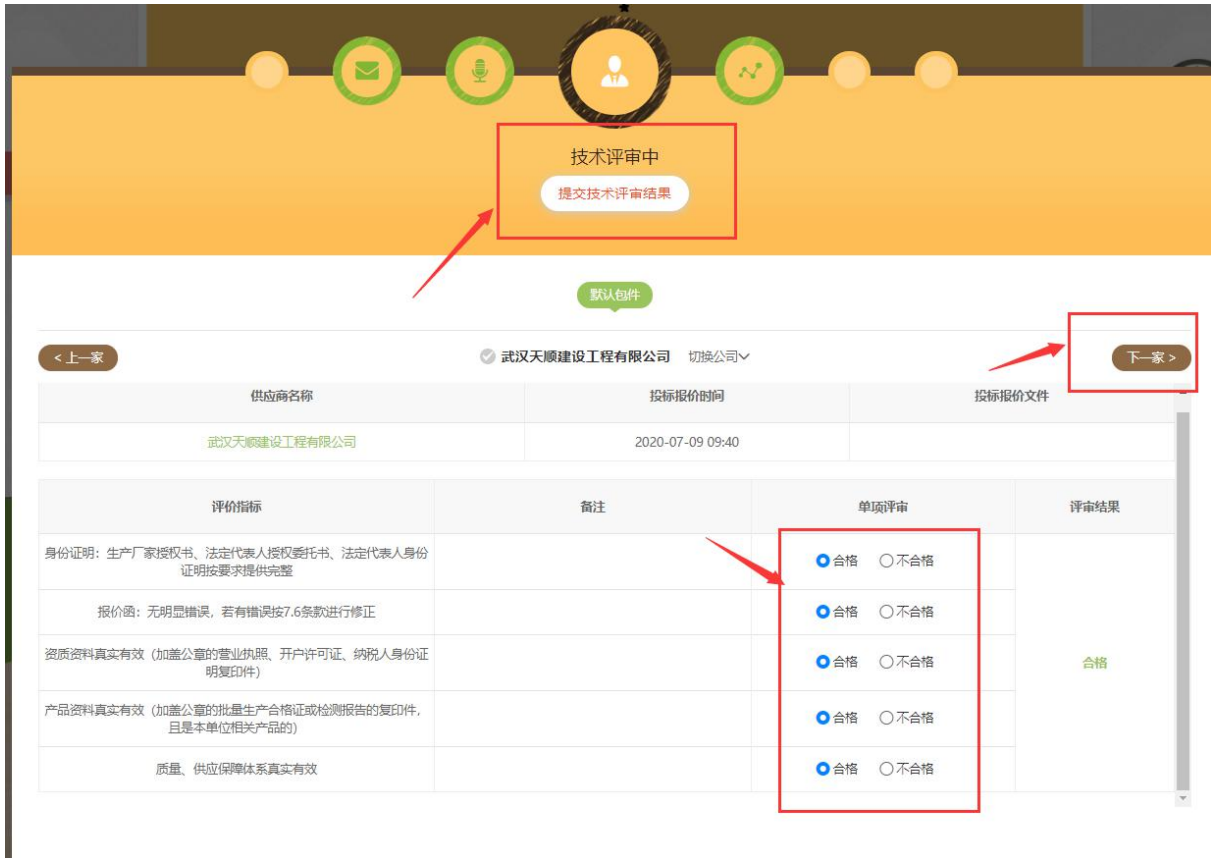 技术评审中
提交技术评审结果
默认包件
< 上一家
武汉天顺建设工程有限公司 切换公司
下一家 >
供应商名称 投标报价时间 投标报价文件
武汉天顺建设工程有限公司 2020-07-09 09:40
评价指标 备注 单项评审 评审结果
身份证明：生产厂家授权书、法定代表人授权委托书、法定代表人身份
证明按要求提供完整
合格 不合格
报价函：无明显错误，若有错误按7.6条款进行修正
合格 不合格
资质资料真实有效（加盖公章的营业执照、开户许可证、纳税人身份证
明复印件）
合格 不合格
合格
产品资料真实有效（加盖公章的批量生产合格证或检测报告的复印件，
且是本单位相关产品的）
合格 不合格
质量、供应保障体系真实有效
合格 不合格